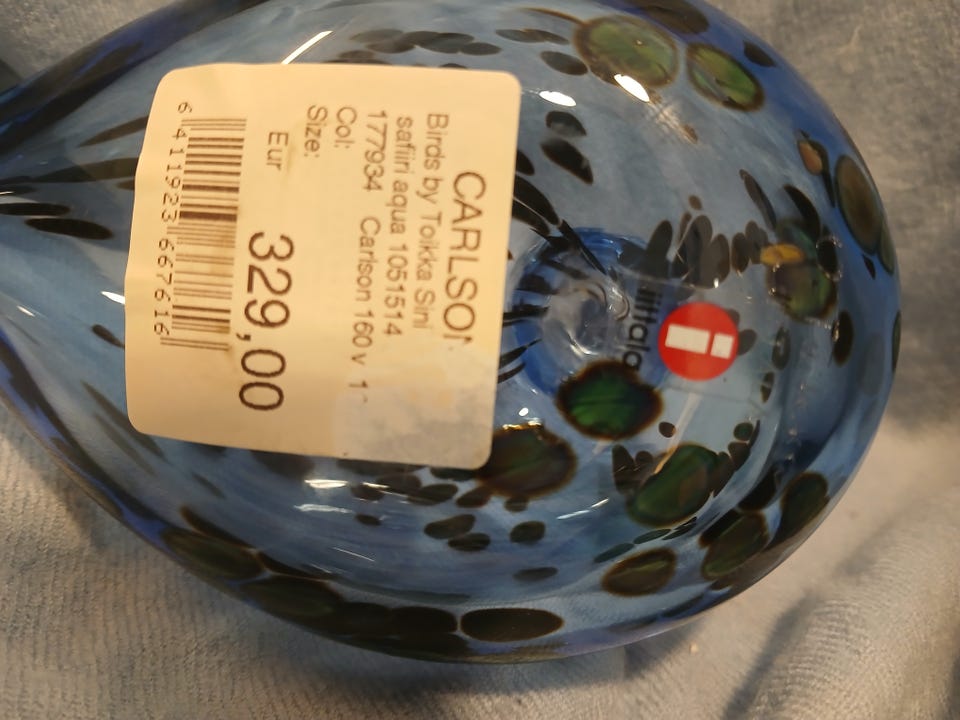 CARLSON
Birds by Toikka Sini
safiiri aqua 1051514
177934 Carlson 160 v 1
Col:
Size:
Eur 329,00
6 411923 667616
i
iittala